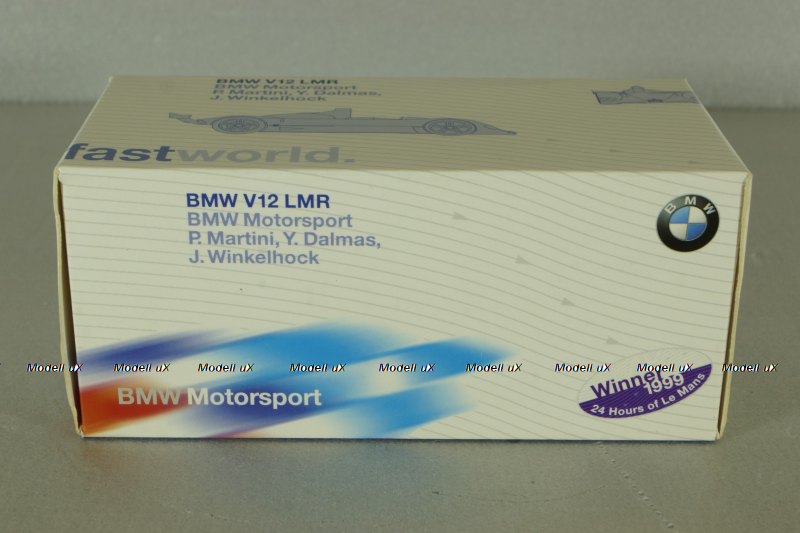 BMW V12 LMR
BMW Motorsport
P. Martini, Y. Dalmas,
J. Winkelhock
fastworld.
BMW V12 LMR
BMW Motorsport
P. Martini, Y. Dalmas,
J. Winkelhock
BMW
Modell uX Modell uX Modell uX Modell uX Modell uX Modell uX Modell uX Modell uX Modell uX
BMW Motorsport
Winner
1999
24 Hours of Le Mans